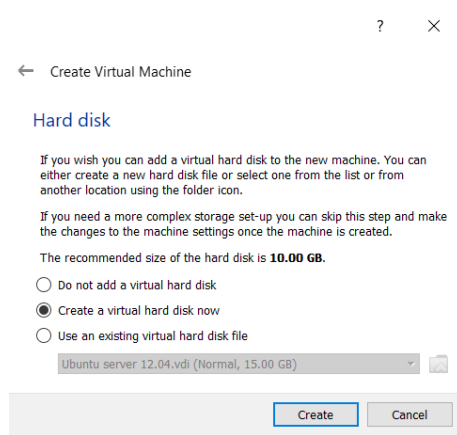 ?
Create Virtual Machine
Hard disk
If you wish you can add a virtual hard disk to the new machine. You can
either create a new hard disk file or select one from the list or from
another location using the folder icon.
If you need a more complex storage set-up you can skip this step and make
the changes to the machine settings once the machine is created.
The recommended size of the hard disk is 10.00 GB.
Do not add a virtual hard disk
Create a virtual hard disk now
Use an existing virtual hard disk file
Ubuntu server 12.04.vdi (Normal, 15.00 GB)
Create Cancel